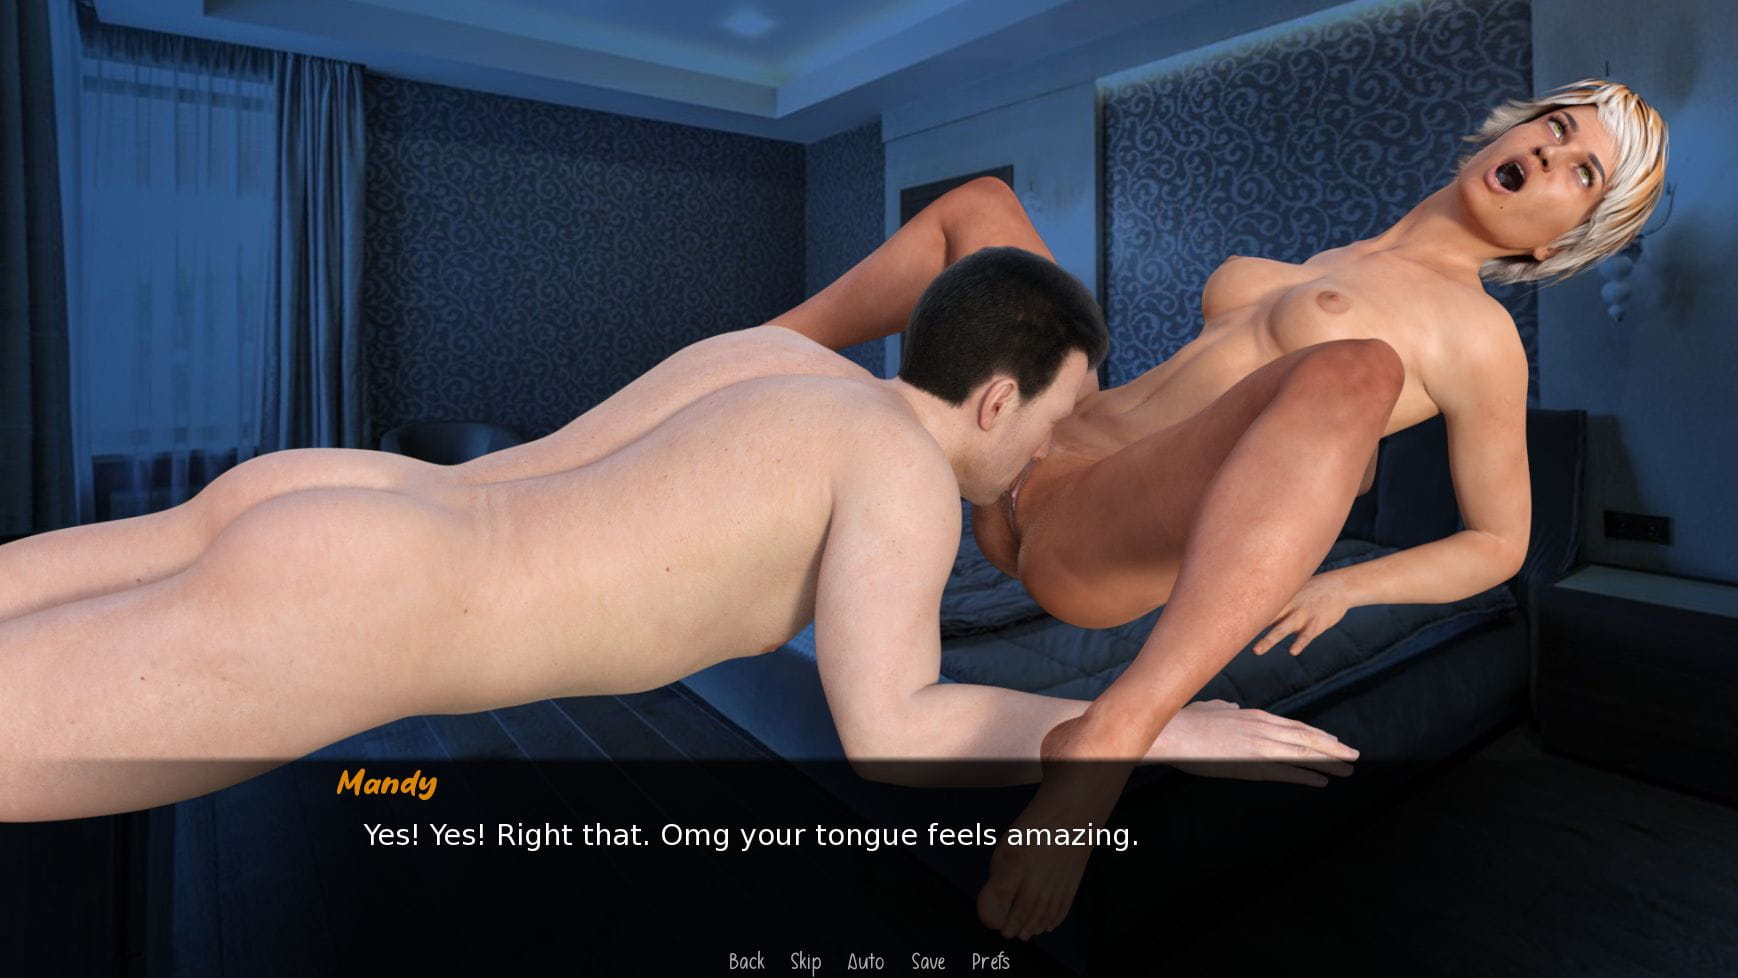 Mandy
Yes! Yes! Right that. Omg your tongue feels amazing.
Back Skip Auto Save Prefs